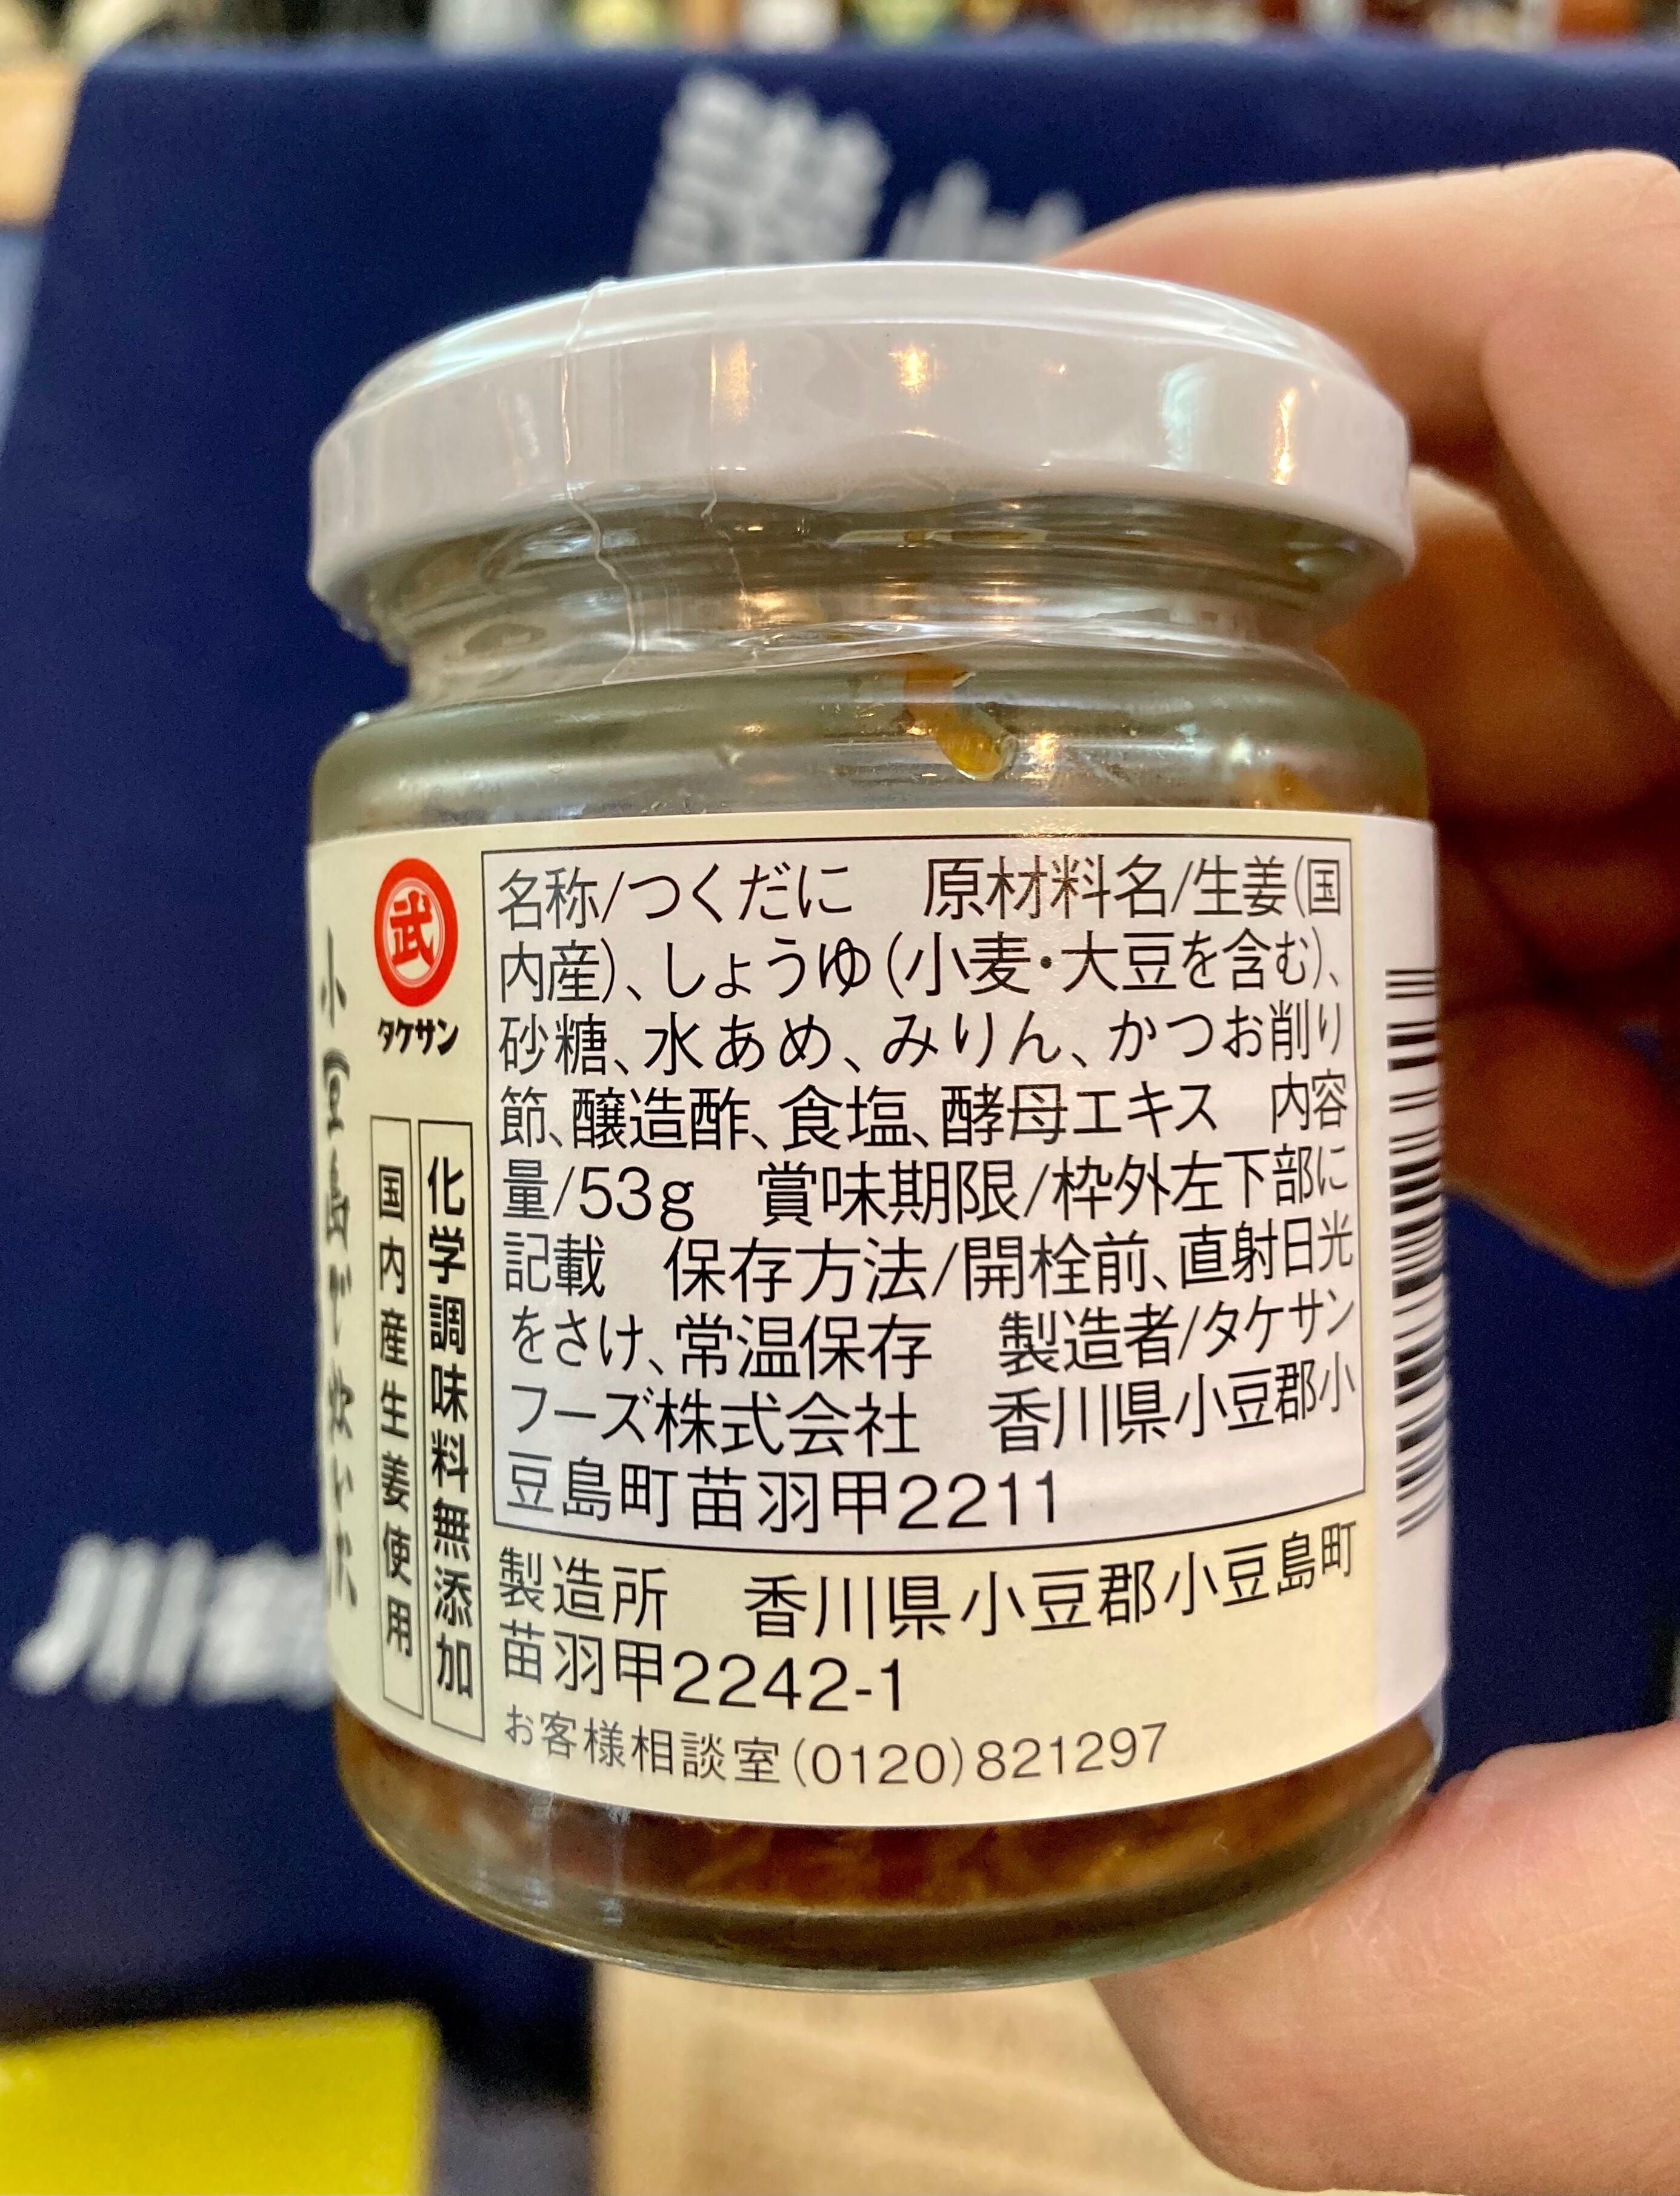 武
タケサン
小豆島で炊いた
国内産生姜使用
化学調味料無添加
名称/つくだに 原材料名/生姜(国
内産)、しょうゆ(小麦・大豆を含む)、
砂糖、水あめ、みりん、かつお削り
節、醸造酢、食塩、酵母エキス 内容
量/53g 賞味期限/枠外左下部に
記載 保存方法/開栓前、直射日光
をさけ、常温保存 製造者/タケサン
フーズ株式会社 香川県小豆郡小
豆島町苗羽甲2211
製造所 香川県小豆郡小豆島町
苗羽甲2242-1
お客様相談室(0120)821297